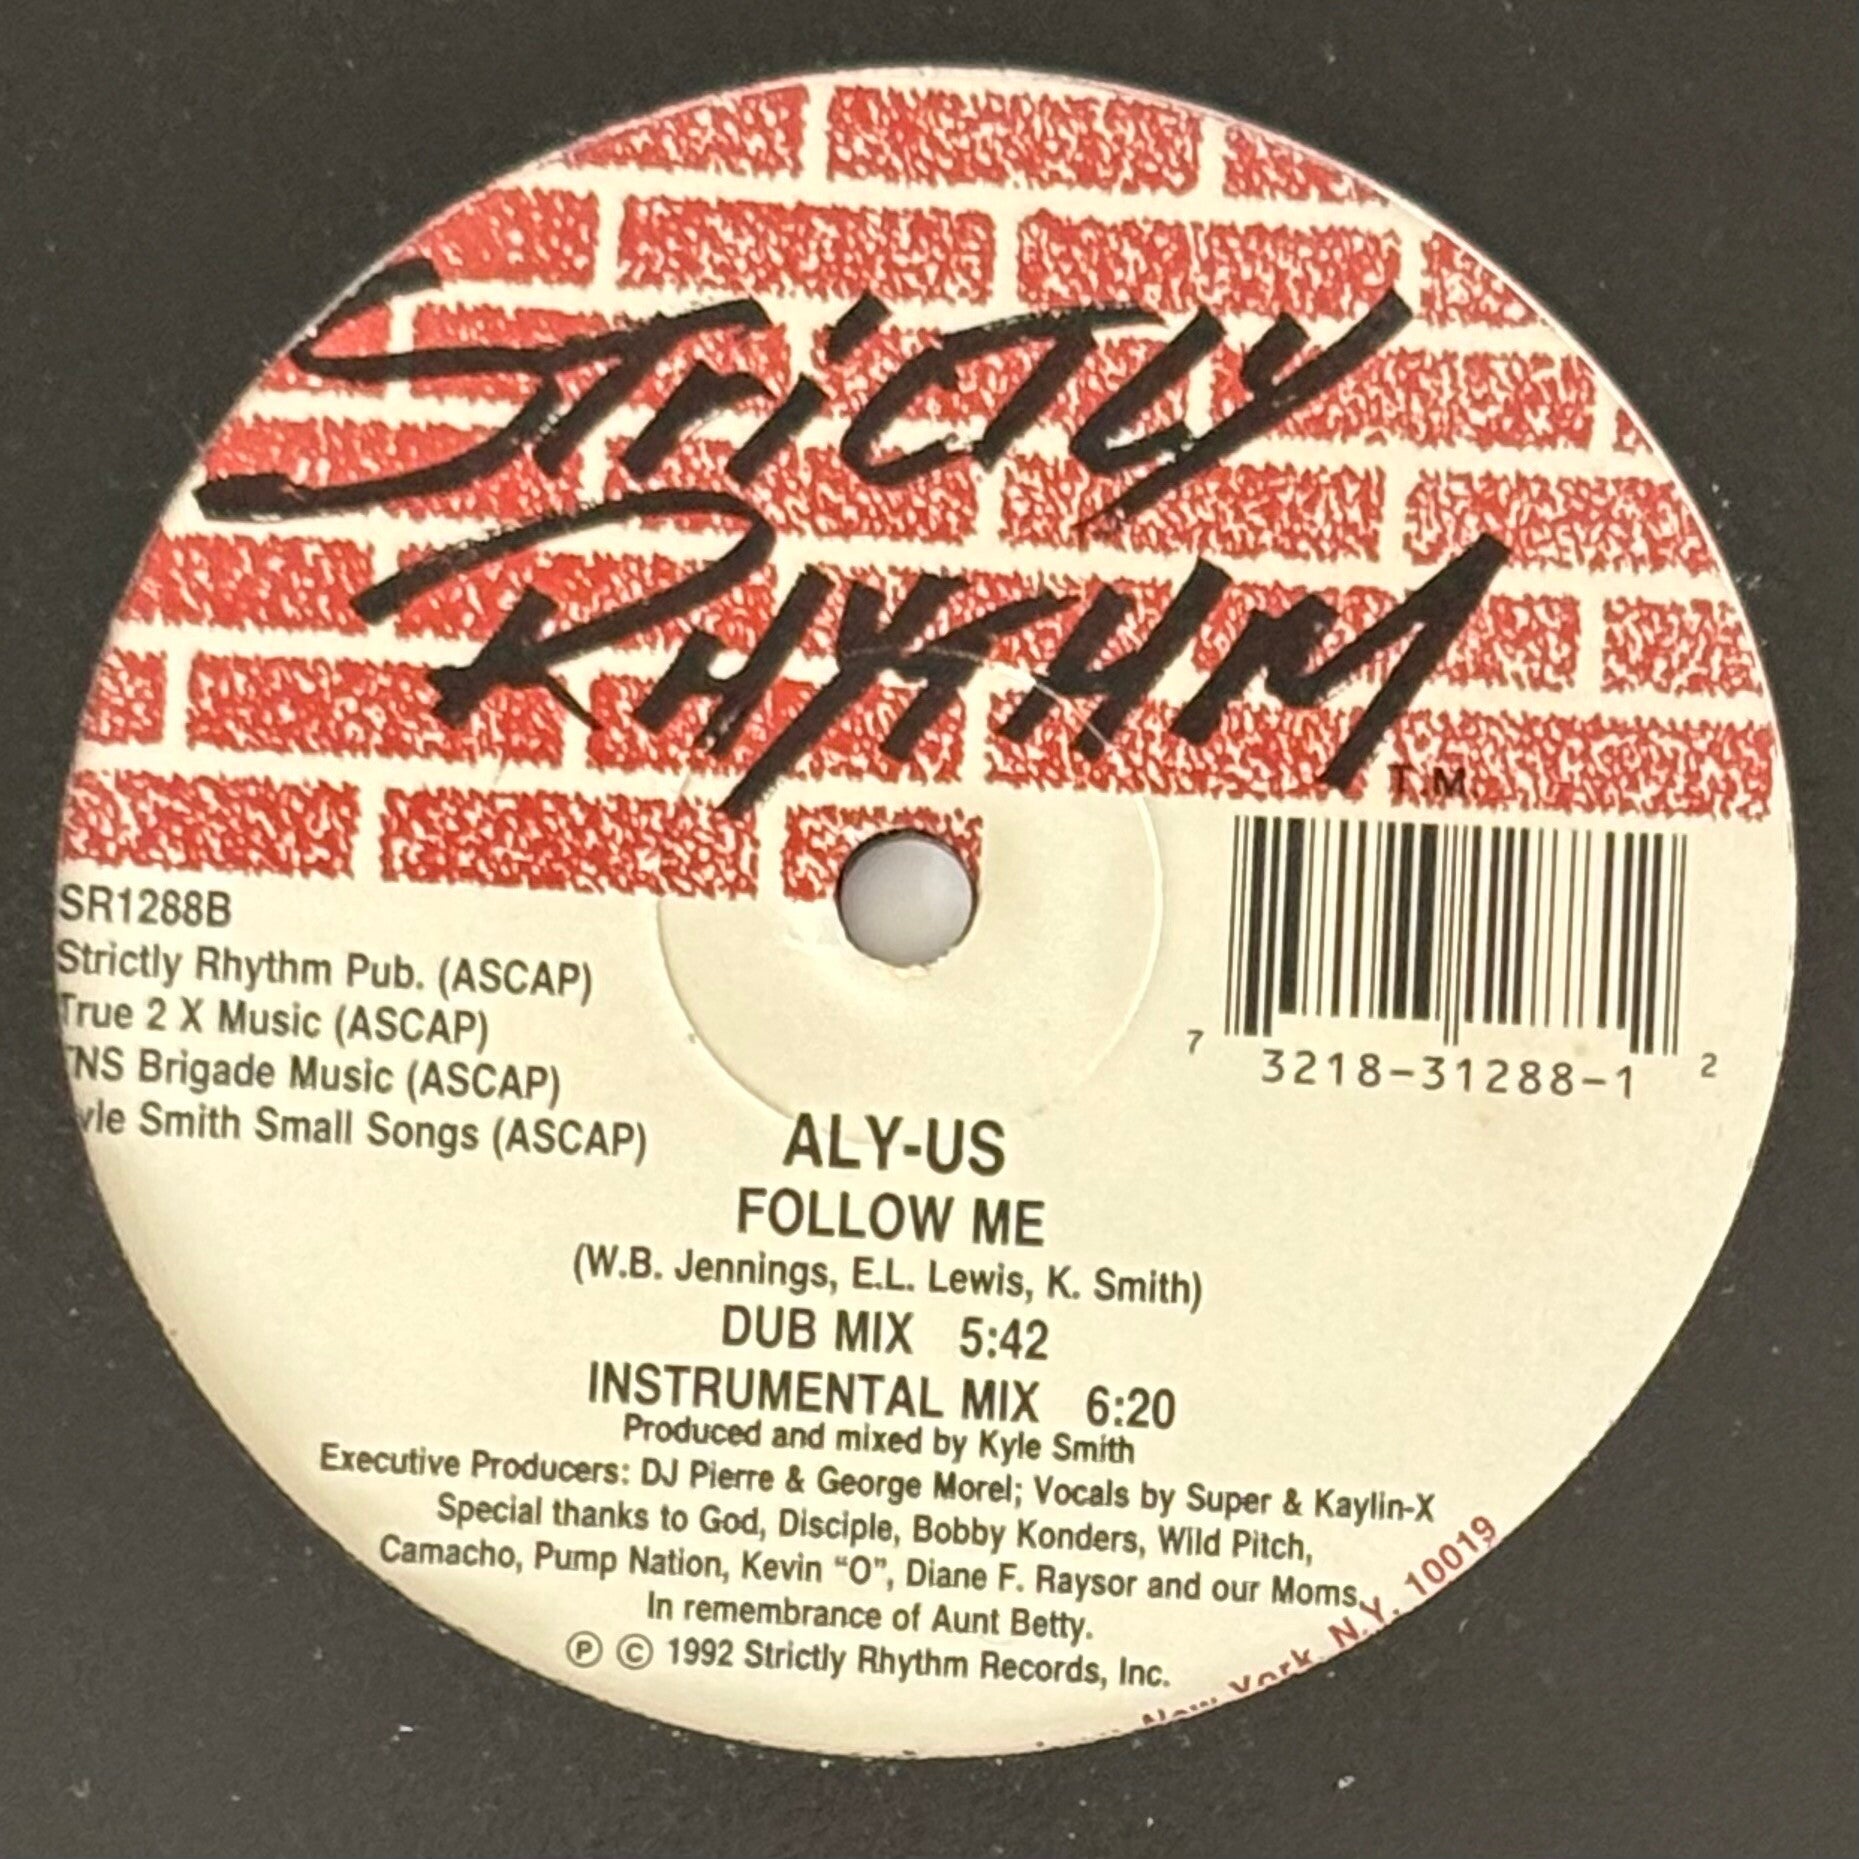 Strictly
Rhythm
T.M.
SR1288B
Strictly Rhythm Pub. (ASCAP)
True 2 X Music (ASCAP)
TNS Brigade Music (ASCAP)
yle Smith Small Songs (ASCAP)
7 3218-31288-1 2
ALY-US
FOLLOW ME
(W.B. Jennings, E.L. Lewis, K. Smith)
DUB MIX 5:42
INSTRUMENTAL MIX 6:20
Produced and mixed by Kyle Smith
Executive Producers: DJ Pierre & George Morel; Vocals by Super & Kaylin-X
Special thanks to God, Disciple, Bobby Konders, Wild Pitch,
Camacho, Pump Nation, Kevin "O", Diane F. Raysor and our Moms.
In remembrance of Aunt Betty.
Ⓟ © 1992 Strictly Rhythm Records, Inc.
New York, N.Y. 10019